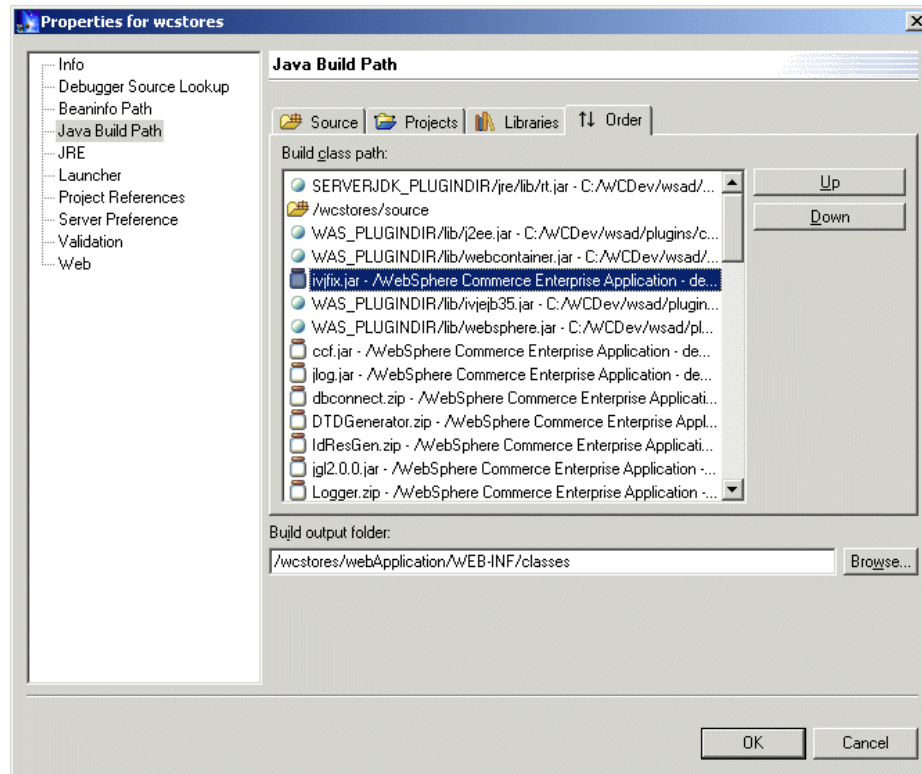 Properties for wcstores
Info
Debugger Source Lookup
Beaninfo Path
Java Build Path
JRE
Launcher
Project References
Server Preference
Validation
Web
Java Build Path
Source
Projects
Libraries
Order
Build class path:
SERVERJDK_PLUGINDIR/jre/lib/rt.jar - C:/WCDev/wsad/...
/wcstores/source
WAS_PLUGINDIR/lib/j2ee.jar - C:/WCDev/wsad/plugins/c...
WAS_PLUGINDIR/lib/webcontainer.jar - C:/WCDev/wsad/...
ivjfix.jar - /WebSphere Commerce Enterprise Application - de...
WAS_PLUGINDIR/lib/ivjejb35.jar - C:/WCDev/wsad/plugin...
WAS_PLUGINDIR/lib/websphere.jar - C:/WCDev/wsad/pl...
ccf.jar - /WebSphere Commerce Enterprise Application - de...
jlog.jar - /WebSphere Commerce Enterprise Application - de...
dbconnect.zip - /WebSphere Commerce Enterprise Applicati...
DTDGenerator.zip - /WebSphere Commerce Enterprise Appl...
IdResGen.zip - /WebSphere Commerce Enterprise Applicati...
jgl2.0.0.jar - /WebSphere Commerce Enterprise Application -...
Logger.zip - /WebSphere Commerce Enterprise Application -...
Up
Down
Build output folder:
/wcstores/webApplication/WEB-INF/classes
Browse...
OK
Cancel